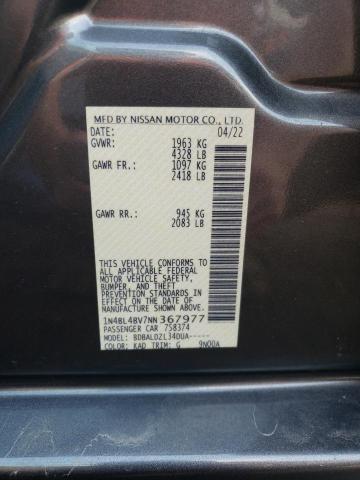 MFD BY NISSAN MOTOR CO., LTD.
DATE: 04/22
GVWR: 1963 KG
4328 LB
GAWR FR.: 1097 KG
2418 LB
GAWR RR.: 945 KG
2083 LB
THIS VEHICLE CONFORMS TO ALL
APPLICABLE FEDERAL MOTOR
VEHICLE SAFETY,
BUMPER, AND THEFT
PREVENTION STANDARDS
IN EFFECT ON THE DATE OF
MANUFACTURE SHOWN ABOVE.
1N4BL4BV7NN367977
PASSENGER CAR 758374
MODEL: BDBALDZL34DUA-----
COLOR: KAD TRIM: G 9N00A